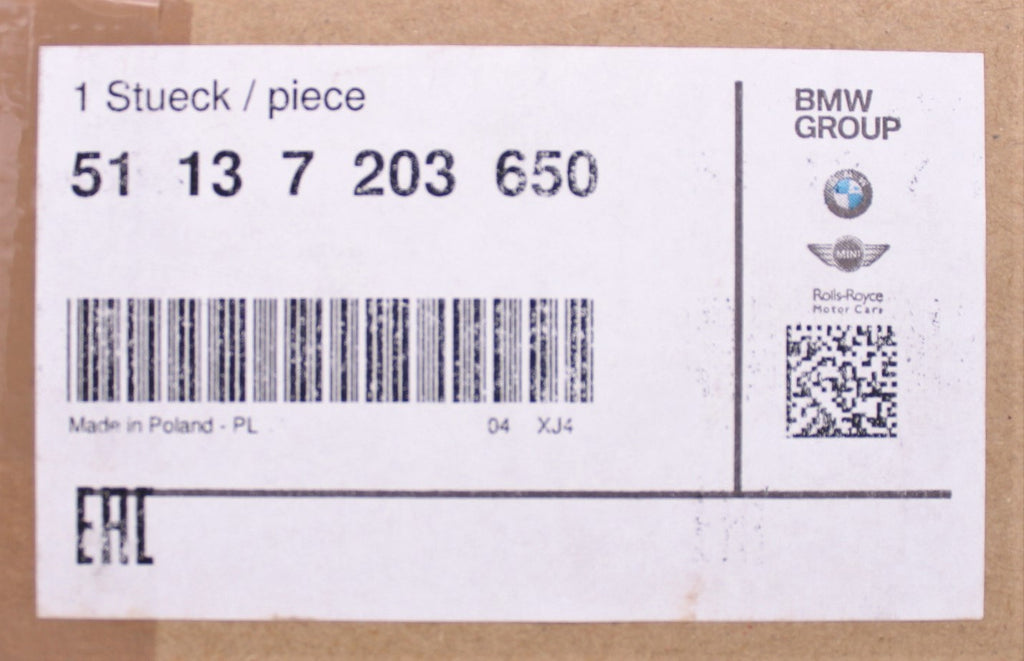 1 Stueck / piece
51 13 7 203 650
Made in Poland - PL 04 XJ4
EAC
BMW
GROUP
MINI
Rolls-Royce
Motor Cars